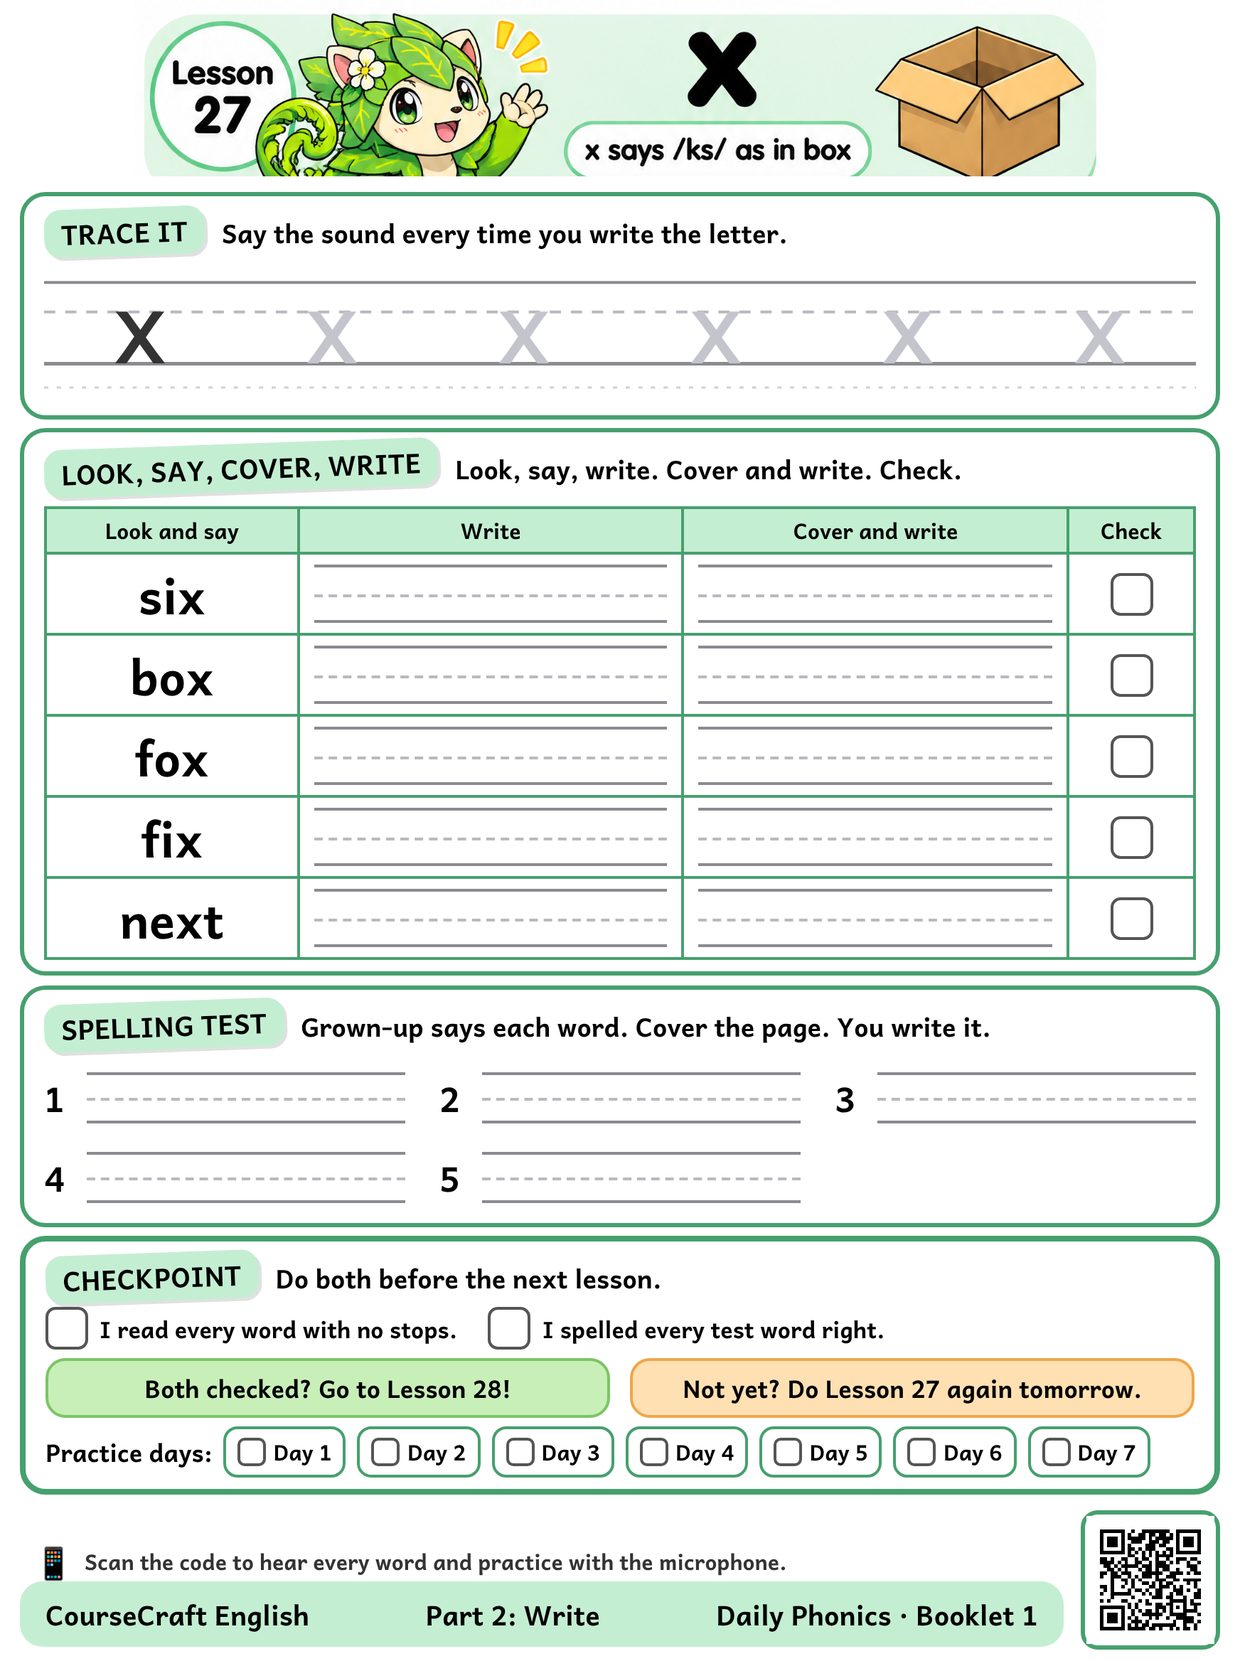 Lesson
27
x
x says /ks/ as in box
TRACE IT Say the sound every time you write the letter.
x x x x x x
LOOK, SAY, COVER, WRITE Look, say, write. Cover and write. Check.
Look and say Write Cover and write Check
six
box
fox
fix
next
SPELLING TEST Grown-up says each word. Cover the page. You write it.
1 2 3
4 5
CHECKPOINT Do both before the next lesson.
I read every word with no stops. I spelled every test word right.
Both checked? Go to Lesson 28! Not yet? Do Lesson 27 again tomorrow.
Practice days: Day 1 Day 2 Day 3 Day 4 Day 5 Day 6 Day 7
Scan the code to hear every word and practice with the microphone.
CourseCraft English Part 2: Write Daily Phonics · Booklet 1